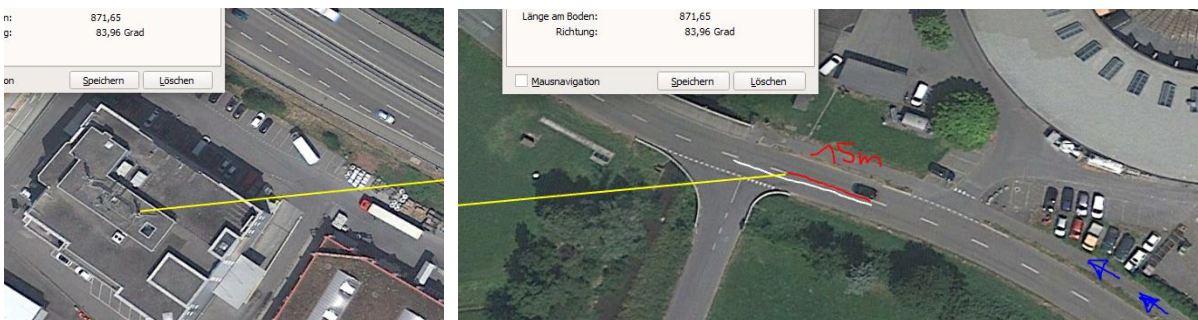 n:
871,65
g:
83,96 Grad
on
Speichern
Löschen
Länge am Boden:
871,65
Richtung:
83,96 Grad
Mausnavigation
Speichern
Löschen
15m